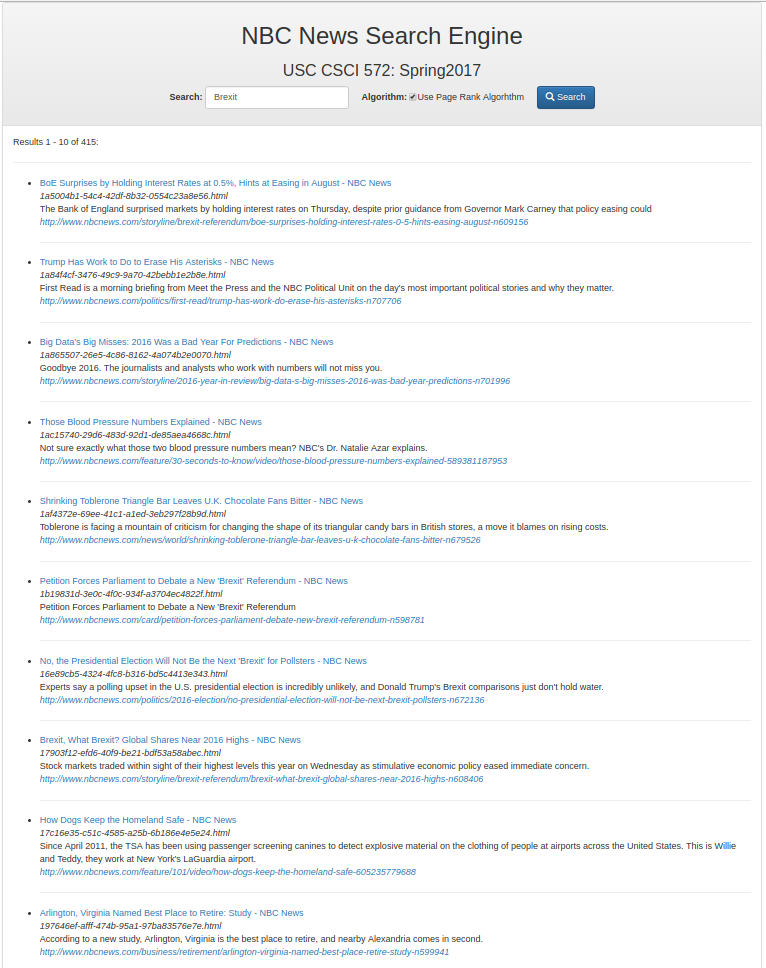 NBC News Search Engine
USC CSCI 572: Spring2017
Search: Brexit Algorithm: Use Page Rank Algorhthm Search
Results 1 - 10 of 415:
BoE Surprises by Holding Interest Rates at 0.5%, Hints at Easing in August - NBC News
1a5004b1-54c4-42df-8b32-0554c23a8e56.html
The Bank of England surprised markets by holding interest rates on Thursday, despite prior guidance from Governor Mark Carney that policy easing could
http://www.nbcnews.com/storyline/brexit-referendum/boe-surprises-holding-interest-rates-0-5-hints-easing-august-n609156
Trump Has Work to Do to Erase His Asterisks - NBC News
1a84f4cf-3476-49c9-9a70-42bebb1e2b8e.html
First Read is a morning briefing from Meet the Press and the NBC Political Unit on the day's most important political stories and why they matter.
http://www.nbcnews.com/politics/first-read/trump-has-work-do-erase-his-asterisks-n707706
Big Data's Big Misses: 2016 Was a Bad Year For Predictions - NBC News
1a865507-26e5-4c86-8162-4a074b2e0070.html
Goodbye 2016. The journalists and analysts who work with numbers will not miss you.
http://www.nbcnews.com/storyline/2016-year-in-review/big-data-s-big-misses-2016-was-bad-year-predictions-n701996
Those Blood Pressure Numbers Explained - NBC News
1ac15740-29d6-483d-92d1-de85aea4668c.html
Not sure exactly what those two blood pressure numbers mean? NBC's Dr. Natalie Azar explains.
http://www.nbcnews.com/feature/30-seconds-to-know/video/those-blood-pressure-numbers-explained-589381187953
Shrinking Toblerone Triangle Bar Leaves U.K. Chocolate Fans Bitter - NBC News
1af4372e-69ee-41c1-a1ed-3eb297f28b9d.html
Toblerone is facing a mountain of criticism for changing the shape of its triangular candy bars in British stores, a move it blames on rising costs.
http://www.nbcnews.com/news/world/shrinking-toblerone-triangle-bar-leaves-u-k-chocolate-fans-bitter-n679526
Petition Forces Parliament to Debate a New 'Brexit' Referendum - NBC News
1b19831d-3e0c-4f0c-934f-a3704ec4822f.html
Petition Forces Parliament to Debate a New 'Brexit' Referendum
http://www.nbcnews.com/card/petition-forces-parliament-debate-new-brexit-referendum-n598781
No, the Presidential Election Will Not Be the Next 'Brexit' for Pollsters - NBC News
16e89cb5-4324-4fc8-b316-bd5c4413e343.html
Experts say a polling upset in the U.S. presidential election is incredibly unlikely, and Donald Trump's Brexit comparisons just don't hold water.
http://www.nbcnews.com/politics/2016-election/no-presidential-election-will-not-be-next-brexit-pollsters-n672136
Brexit, What Brexit? Global Shares Near 2016 Highs - NBC News
17903f12-efd6-40f9-be21-bdf53a58abec.html
Stock markets traded within sight of their highest levels this year on Wednesday as stimulative economic policy eased immediate concern.
http://www.nbcnews.com/storyline/brexit-referendum/brexit-what-brexit-global-shares-near-2016-highs-n608406
How Dogs Keep the Homeland Safe - NBC News
17c16e35-c51c-4585-a25b-6b186e4e5e24.html
Since April 2011, the TSA has been using passenger screening canines to detect explosive material on the clothing of people at airports across the United States. This is Willie
and Teddy, they work at New York's LaGuardia airport.
http://www.nbcnews.com/feature/101/video/how-dogs-keep-the-homeland-safe-605235779688
Arlington, Virginia Named Best Place to Retire: Study - NBC News
197646ef-afff-474b-95a1-97ba83576e7e.html
According to a new study, Arlington, Virginia is the best place to retire, and nearby Alexandria comes in second.
http://www.nbcnews.com/business/retirement/arlington-virginia-named-best-place-retire-study-n599941